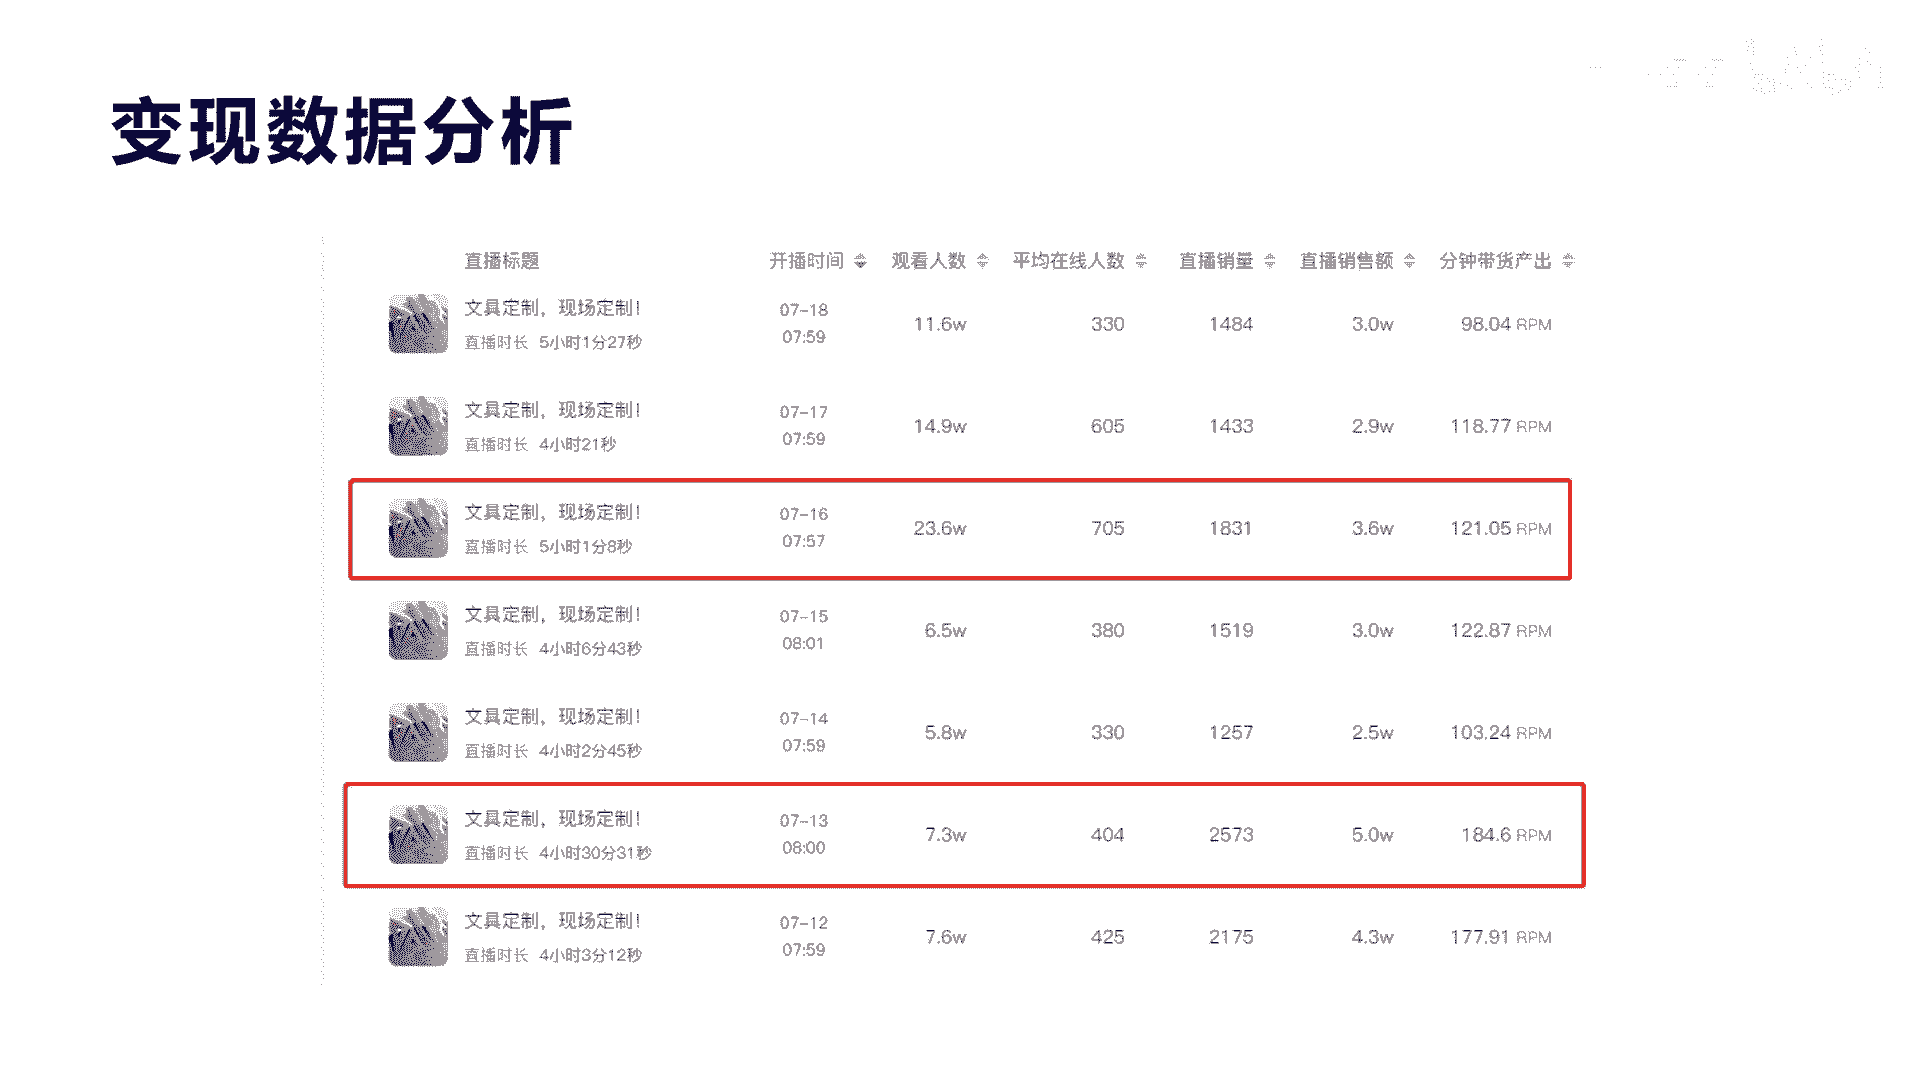 变现数据分析
直播标题 开播时间 观看人数 平均在线人数 直播销量 直播销售额 分钟带货产出
文具定制，现场定制！ 07-18 11.6w 330 1484 3.0w 98.04 RPM
直播时长 5小时1分27秒 07:59
文具定制，现场定制！ 07-17 14.9w 605 1433 2.9w 118.77 RPM
直播时长 4小时21秒 07:59
文具定制，现场定制！ 07-16 23.6w 705 1831 3.6w 121.05 RPM
直播时长 5小时1分8秒 07:57
文具定制，现场定制！ 07-15 6.5w 380 1519 3.0w 122.87 RPM
直播时长 4小时6分43秒 08:01
文具定制，现场定制！ 07-14 5.8w 330 1257 2.5w 103.24 RPM
直播时长 4小时2分45秒 07:59
文具定制，现场定制！ 07-13 7.3w 404 2573 5.0w 184.6 RPM
直播时长 4小时30分31秒 08:00
文具定制，现场定制！ 07-12 7.6w 425 2175 4.3w 177.91 RPM
直播时长 4小时3分12秒 07:59